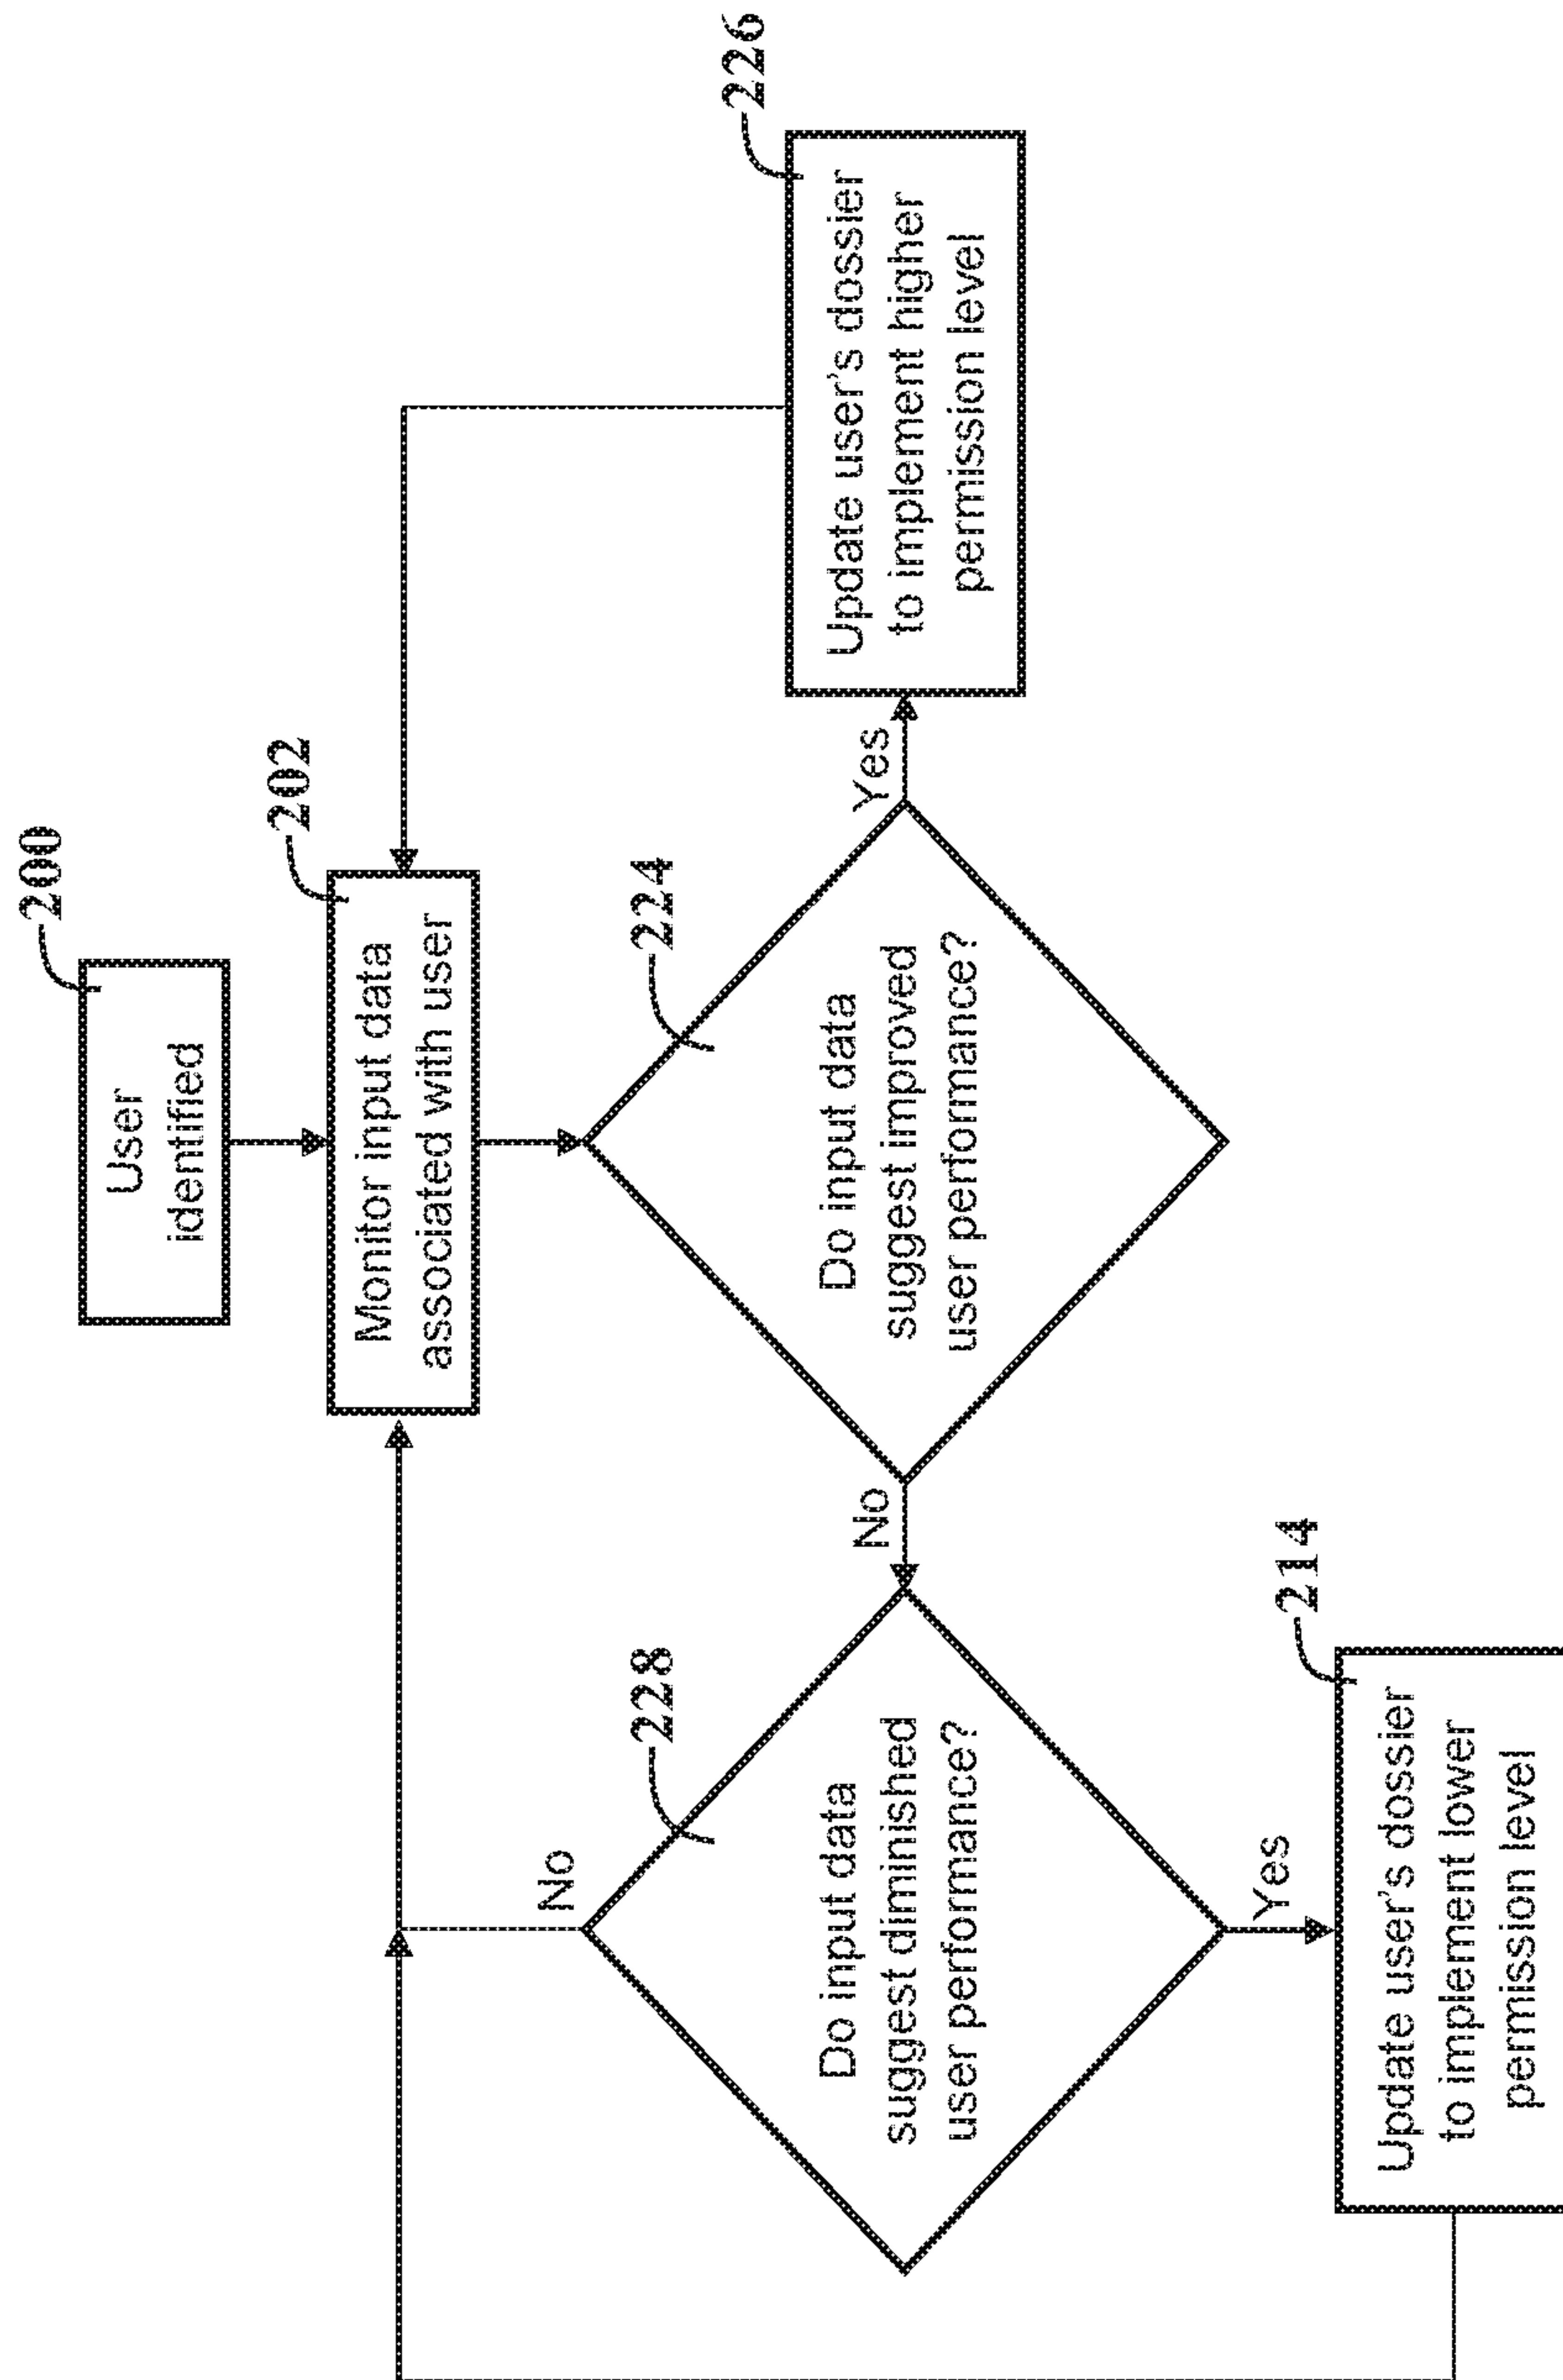 200
User
identified
202
Monitor input data
associated with user
224
Do input data
suggest improved
user performance?
Yes
226
Update user's dossier
to implement higher
permission level
No
228
Do input data
suggest diminished
user performance?
No
Yes
214
Update user's dossier
to implement lower
permission level